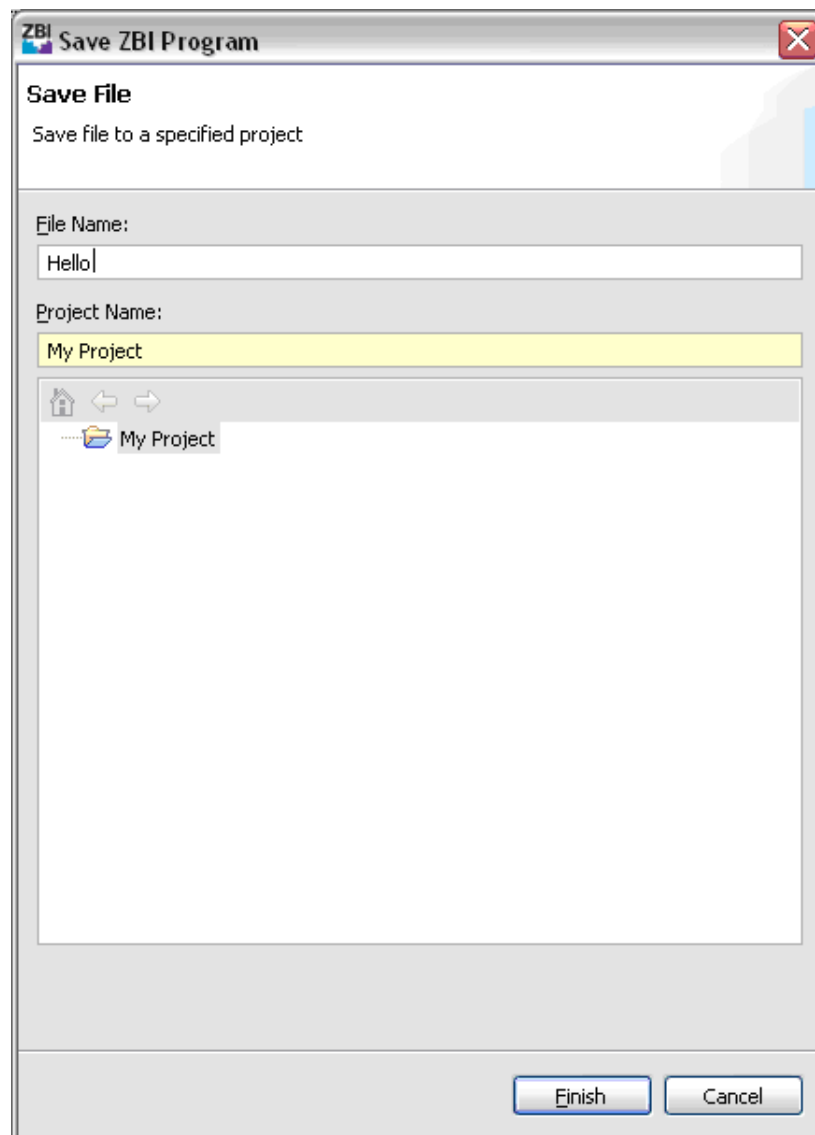 ZBI Save ZBI Program
Save File
Save file to a specified project
File Name:
Hello
Project Name:
My Project
My Project
Finish Cancel